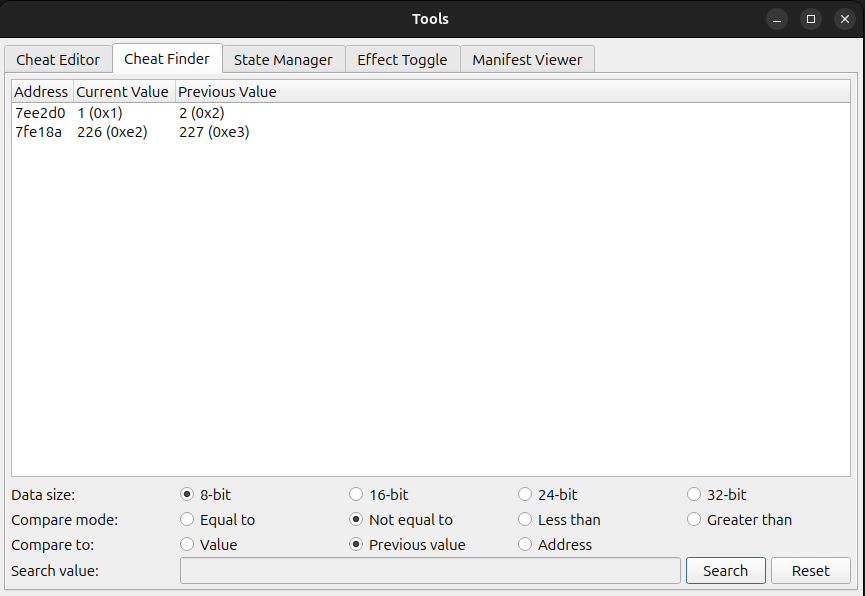 Tools
Cheat Editor Cheat Finder State Manager Effect Toggle Manifest Viewer
Address Current Value Previous Value
7ee2d0 1 (0x1) 2 (0x2)
7fe18a 226 (0xe2) 227 (0xe3)
Data size: 8-bit 16-bit 24-bit 32-bit
Compare mode: Equal to Not equal to Less than Greater than
Compare to: Value Previous value Address
Search value: Search Reset